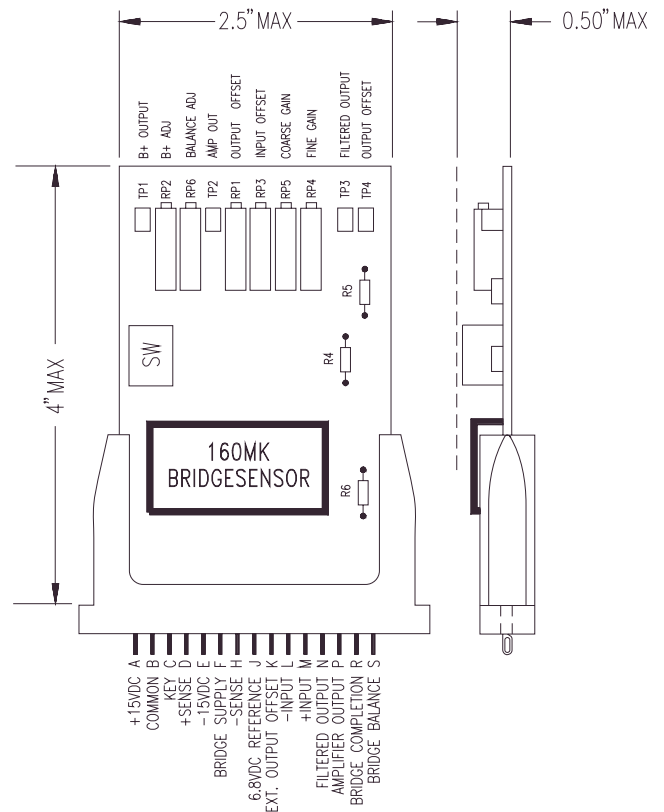 2.5" MAX
0.50" MAX
B+ OUTPUT
B+ ADJ
BALANCE ADJ
AMP OUT
OUTPUT OFFSET
INPUT OFFSET
COARSE GAIN
FINE GAIN
FILTERED OUTPUT
OUTPUT OFFSET
TP1
RP2
RP6
TP2
RP1
RP3
RP5
RP4
TP3
TP4
R5
SW
R4
4" MAX
160MK
BRIDGESENSOR
R6
+15VDC A
COMMON B
KEY C
+SENSE D
-15VDC E
BRIDGE SUPPLY F
-SENSE H
6.8VDC REFERENCE J
EXT. OUTPUT OFFSET K
-INPUT L
+INPUT M
FILTERED OUTPUT N
AMPLIFIER OUTPUT P
BRIDGE COMPLETION R
BRIDGE BALANCE S